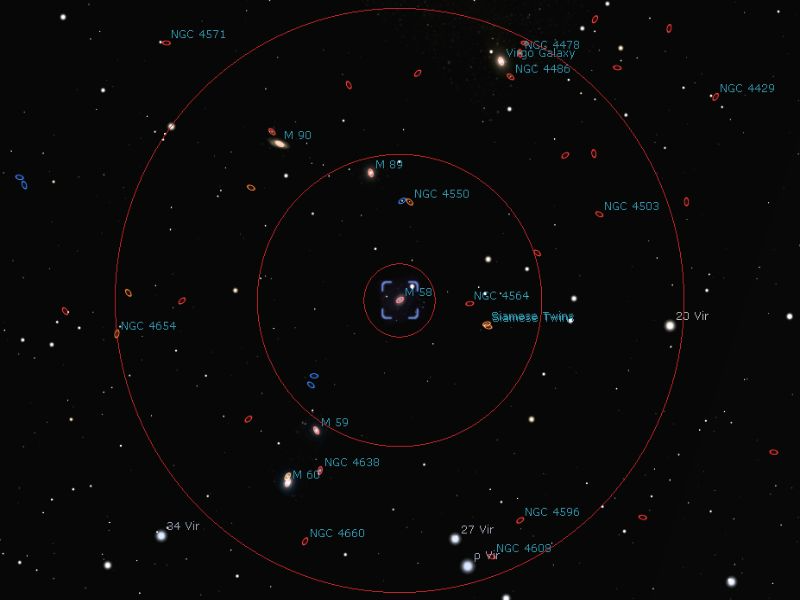 NGC 4571
NGC 4478
Virgo Galaxy
NGC 4486
NGC 4429
M 90
M 89
NGC 4550
NGC 4503
M 58
NGC 4564
Siamese Twins
NGC 4654
20 Vir
M 59
NGC 4638
M 60
NGC 4596
34 Vir
27 Vir
NGC 4660
ρ Vir
NGC 4608